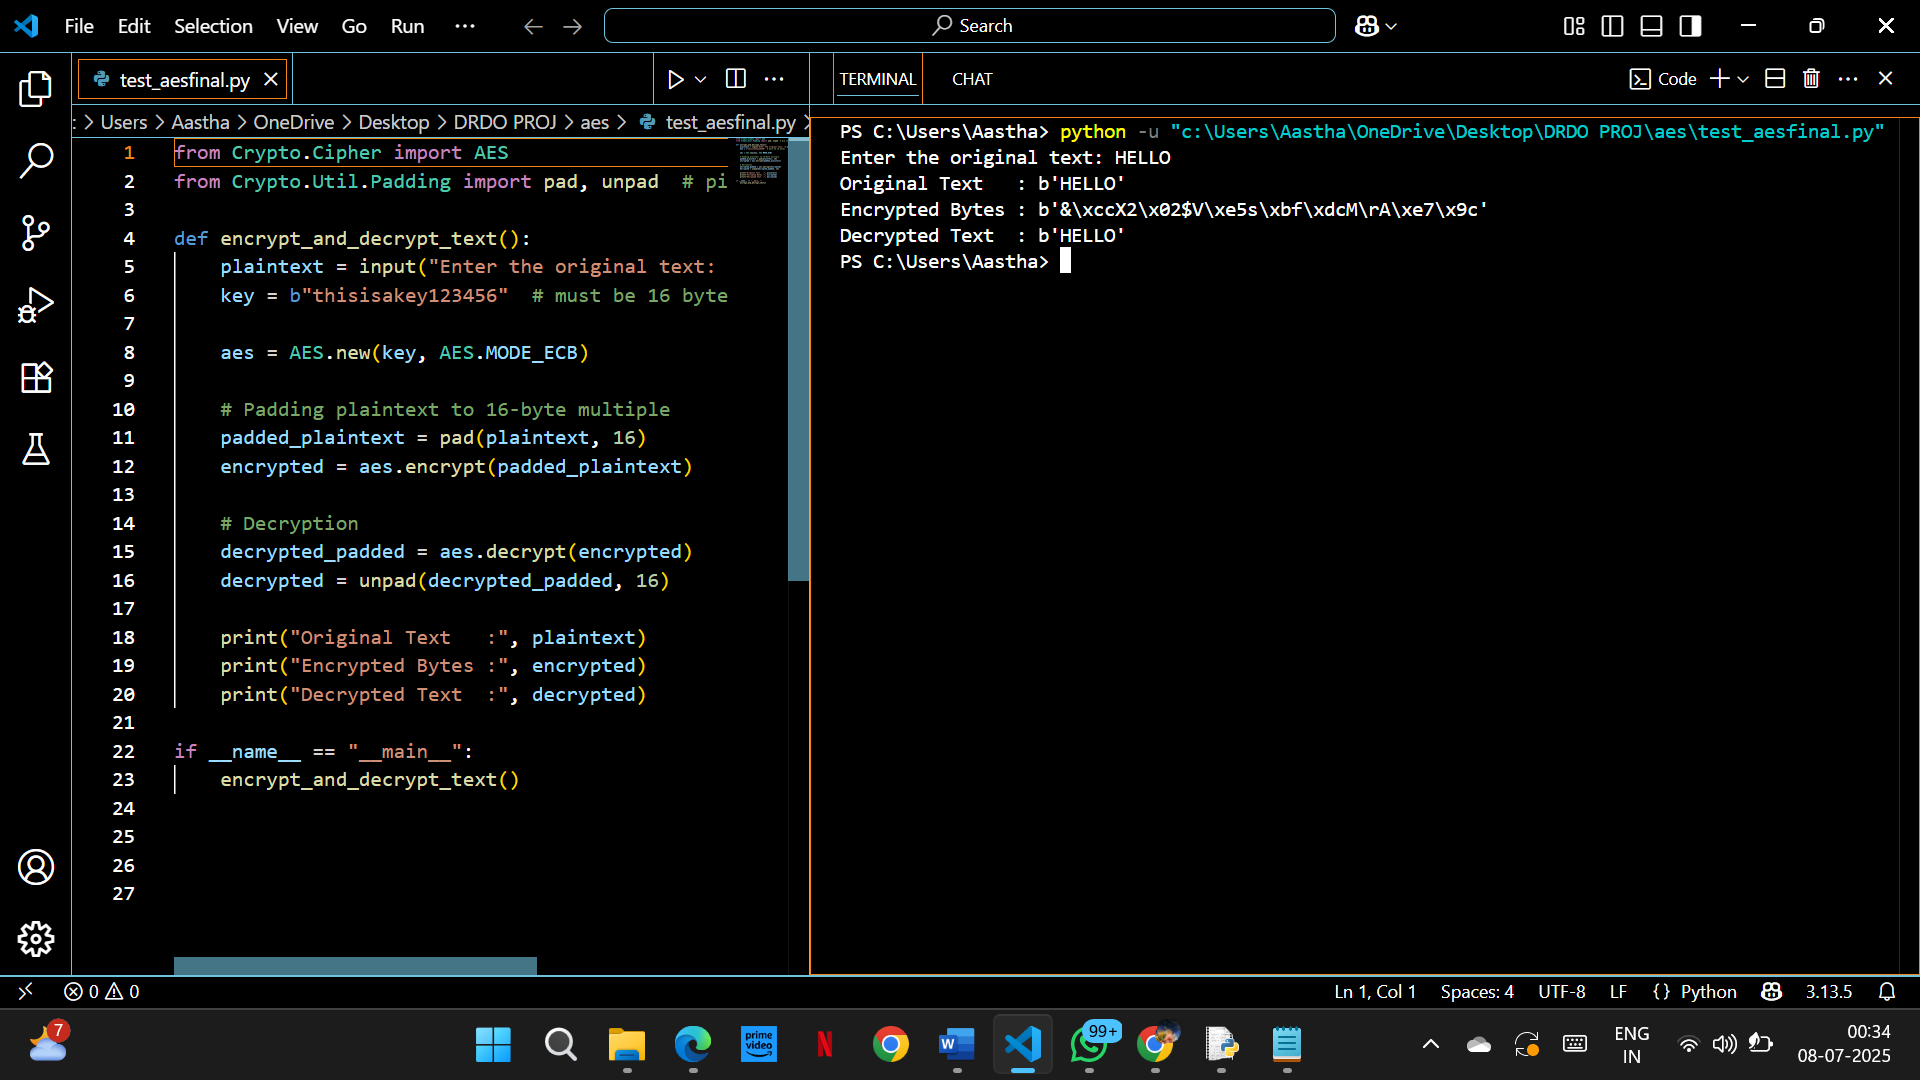 File Edit Selection View Go Run ··· Search
test_aesfinal.py
: > Users > Aastha > OneDrive > Desktop > DRDO PROJ > aes > test_aesfinal.py >
1 from Crypto.Cipher import AES
2 from Crypto.Util.Padding import pad, unpad  # pi
3
4 def encrypt_and_decrypt_text():
5     plaintext = input("Enter the original text:
6     key = b"thisisakey123456"  # must be 16 byte
7
8     aes = AES.new(key, AES.MODE_ECB)
9
10     # Padding plaintext to 16-byte multiple
11     padded_plaintext = pad(plaintext, 16)
12     encrypted = aes.encrypt(padded_plaintext)
13
14     # Decryption
15     decrypted_padded = aes.decrypt(encrypted)
16     decrypted = unpad(decrypted_padded, 16)
17
18     print("Original Text   :", plaintext)
19     print("Encrypted Bytes :", encrypted)
20     print("Decrypted Text  :", decrypted)
21
22 if __name__ == "__main__":
23     encrypt_and_decrypt_text()
24
25
26
27
TERMINAL CHAT Code
PS C:\Users\Aastha> python -u "c:\Users\Aastha\OneDrive\Desktop\DRDO PROJ\aes\test_aesfinal.py"
Enter the original text: HELLO
Original Text   : b'HELLO'
Encrypted Bytes : b'&\xccX2\x02$V\xe5s\xbf\xdcM\rA\xe7\x9c'
Decrypted Text  : b'HELLO'
PS C:\Users\Aastha>
0 0 Ln 1, Col 1 Spaces: 4 UTF-8 LF {} Python 3.13.5
7 prime video N W 99+ ENG IN 00:34
08-07-2025